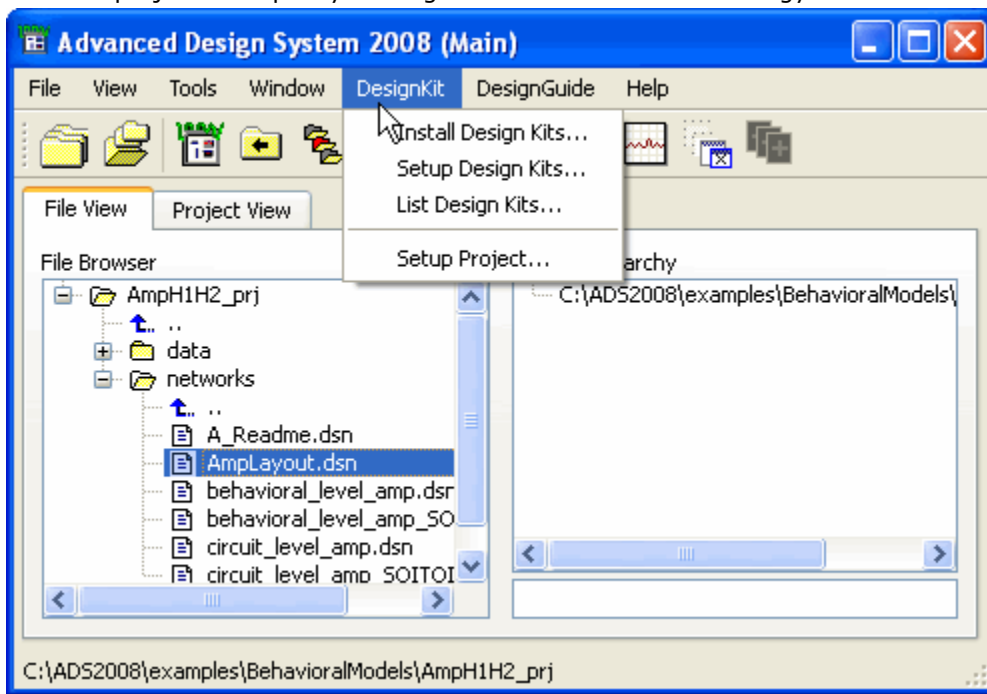 Advanced Design System 2008 (Main)
File View Tools Window DesignKit DesignGuide Help
Install Design Kits...
Setup Design Kits...
List Design Kits...
Setup Project...
File View Project View
File Browser
archy
AmpH1H2_prj
C:\ADS2008\examples\BehavioralModels\
..
data
networks
..
A_Readme.dsn
AmpLayout.dsn
behavioral_level_amp.dsn
behavioral_level_amp_SO
circuit_level_amp.dsn
circuit_level_amp_SOITOI
C:\ADS2008\examples\BehavioralModels\AmpH1H2_prj